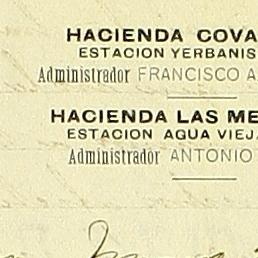 HACIENDA COVA
ESTACION YERBANIS
Administrador FRANCISCO A
HACIENDA LAS ME
ESTACION AGUA VIEJ
Administrador ANTONIO